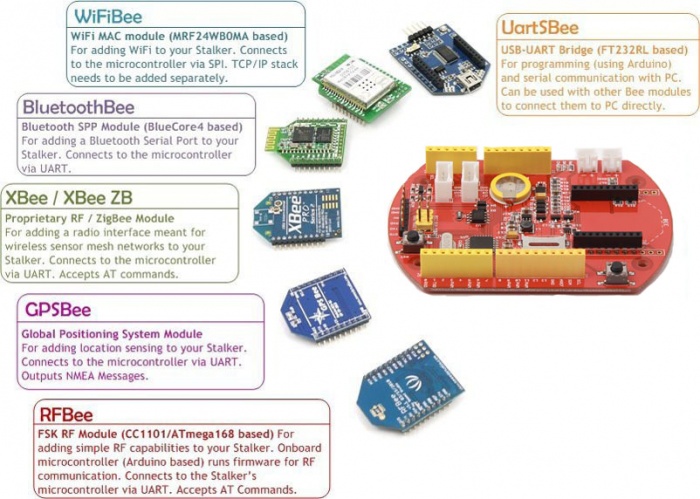 WiFiBee
WiFi MAC module (MRF24WB0MA based)
For adding WiFi to your Stalker. Connects
to the microcontroller via SPI. TCP/IP stack
needs to be added separately.
UartSBee
USB-UART Bridge (FT232RL based)
For programming (using Arduino)
and serial communication with PC.
Can be used with other Bee modules
to connect them to PC directly.
BluetoothBee
Bluetooth SPP Module (BlueCore4 based)
For adding a Bluetooth Serial Port to your
Stalker. Connects to the microcontroller
via UART.
XBee / XBee ZB
Proprietary RF / ZigBee Module
For adding a radio interface meant for
wireless sensor mesh networks to your
Stalker. Connects to the microcontroller
via UART. Accepts AT commands.
XBee
PRO
GPSBee
Global Positioning System Module
For adding location sensing to your Stalker.
Connects to the microcontroller via UART.
Outputs NMEA Messages.
RFBee
RFBee
FSK RF Module (CC1101/ATmega168 based) For
adding simple RF capabilities to your Stalker. Onboard
microcontroller (Arduino based) runs firmware for RF
communication. Connects to the Stalker's
microcontroller via UART. Accepts AT Commands.